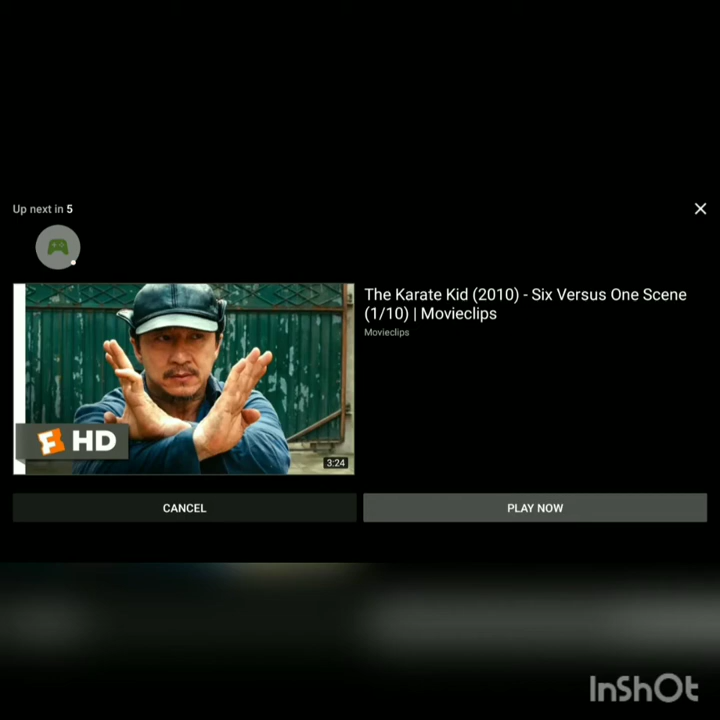 Up next in 5
The Karate Kid (2010) - Six Versus One Scene
(1/10) | Movieclips
Movieclips
HD
3:24
CANCEL
PLAY NOW
InShOt